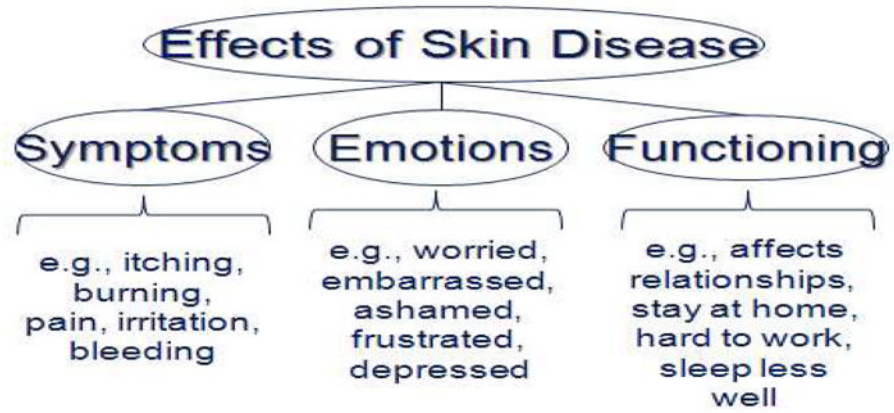 Effects of Skin Disease
Symptoms
Emotions
Functioning
e.g., itching,
burning,
pain, irritation,
bleeding
e.g., worried,
embarrassed,
ashamed,
frustrated,
depressed
e.g., affects
relationships,
stay at home,
hard to work,
sleep less
well